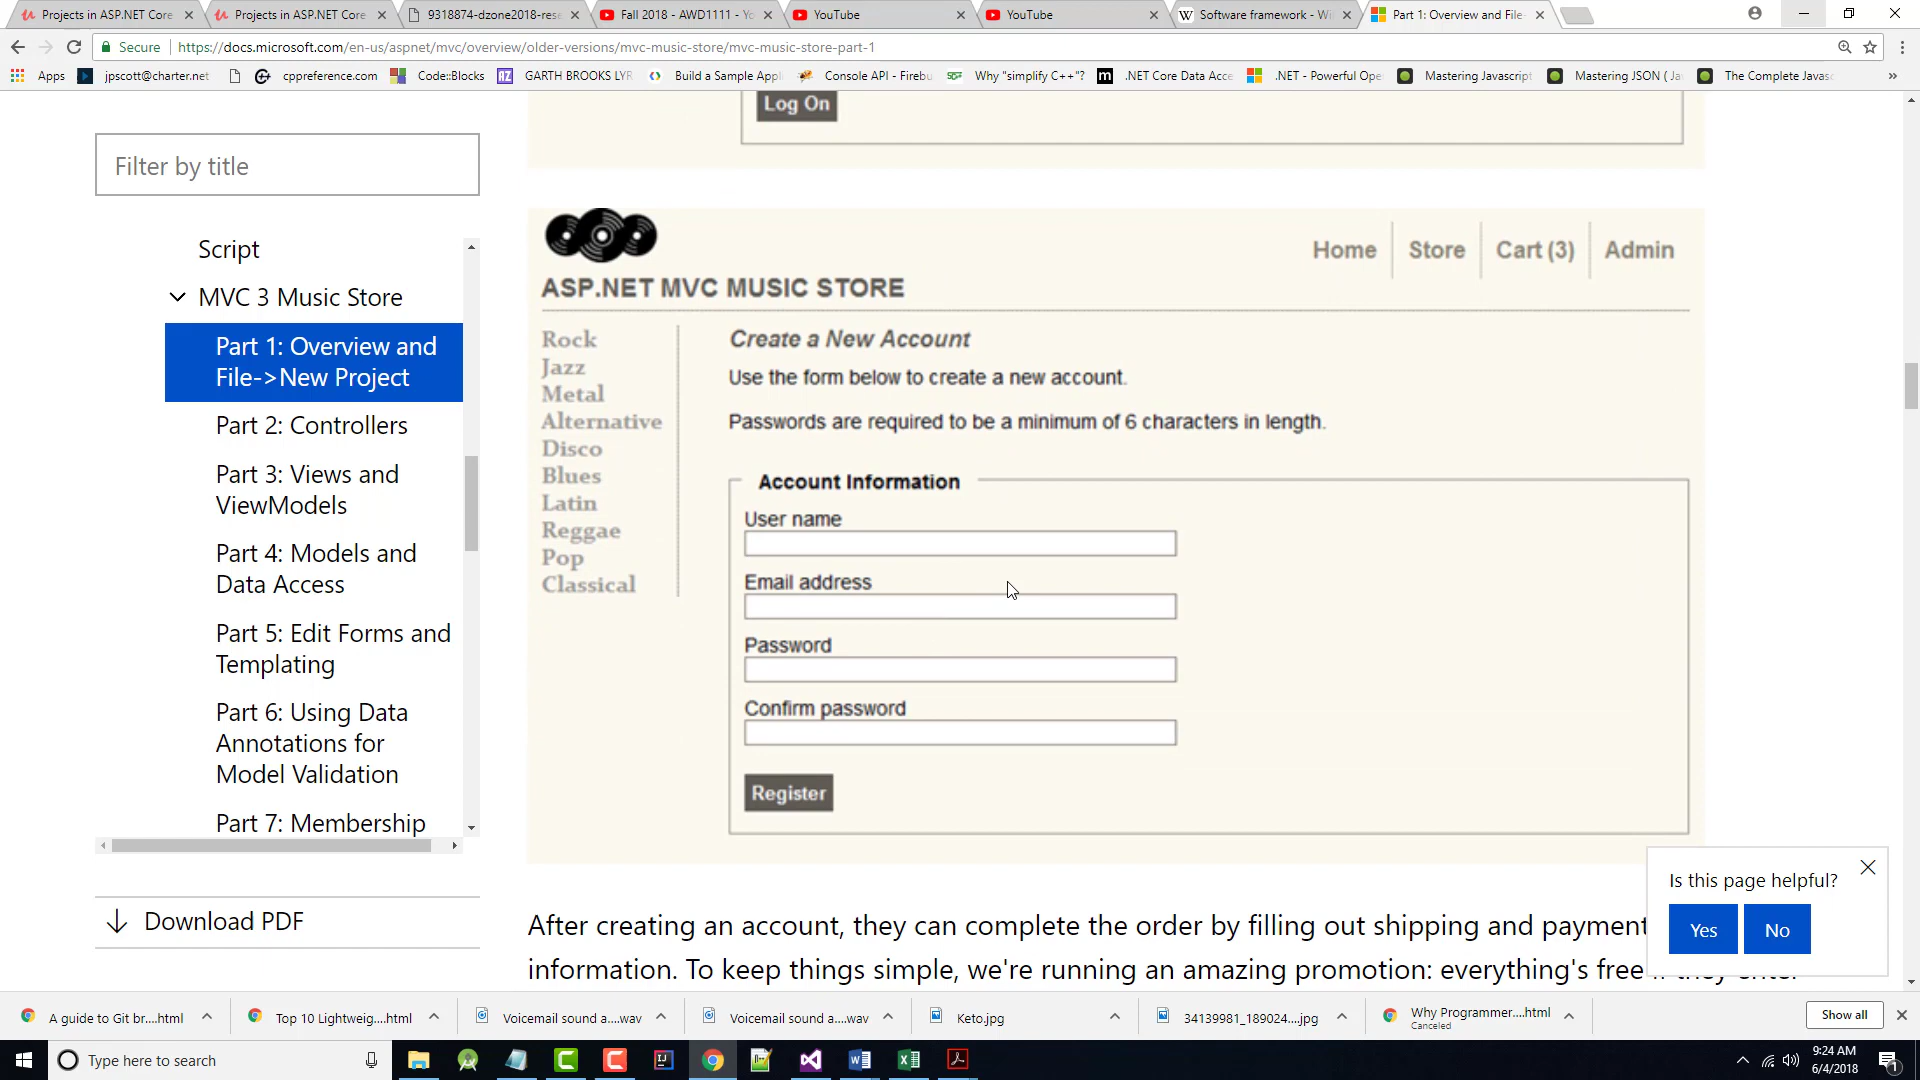 Projects in ASP.NET Core
Projects in ASP.NET Core
9318874-dzone2018-rese
Fall 2018 - AWD1111 - Yo
YouTube
YouTube
Software framework - Wi
Part 1: Overview and File-
Secure
https://docs.microsoft.com/en-us/aspnet/mvc/overview/older-versions/mvc-music-store/mvc-music-store-part-1
Apps
jpscott@charter.net
cppreference.com
Code::Blocks
GARTH BROOKS LYR
Build a Sample Appl
Console API - Firebu
Why "simplify C++"?
.NET Core Data Acce
.NET - Powerful Ope
Mastering Javascript
Mastering JSON ( Ja
The Complete Javas
»
Filter by title
Script
MVC 3 Music Store
Part 1: Overview and
File->New Project
Part 2: Controllers
Part 3: Views and
ViewModels
Part 4: Models and
Data Access
Part 5: Edit Forms and
Templating
Part 6: Using Data
Annotations for
Model Validation
Part 7: Membership
Download PDF
Log On
Home
Store
Cart (3)
Admin
ASP.NET MVC MUSIC STORE
Rock
Jazz
Metal
Alternative
Disco
Blues
Latin
Reggae
Pop
Classical
Create a New Account
Use the form below to create a new account.
Passwords are required to be a minimum of 6 characters in length.
Account Information
User name
Email address
Password
Confirm password
Register
After creating an account, they can complete the order by filling out shipping and payment
information. To keep things simple, we're running an amazing promotion: everything's free if they enter
Is this page helpful?
Yes
No
A guide to Git br....html
Top 10 Lightweig....html
Voicemail sound a....wav
Voicemail sound a....wav
Keto.jpg
34139981_189024....jpg
Why Programmer....html
Canceled
Show all
Type here to search
9:24 AM
6/4/2018
1